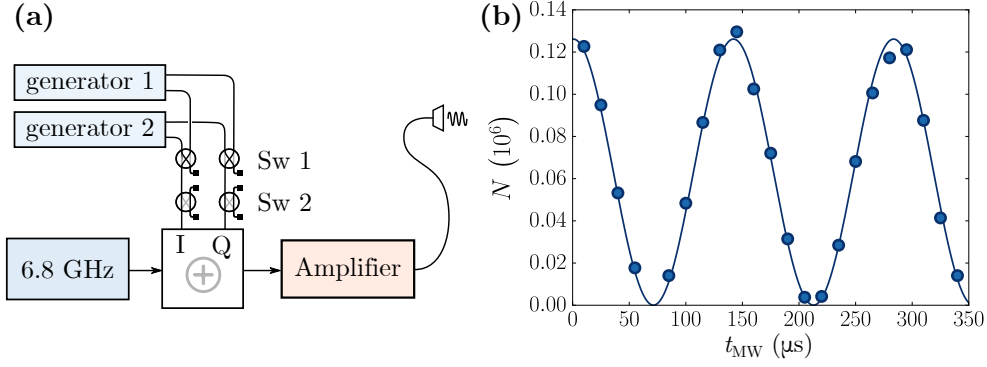 (a)
generator 1
generator 2
Sw 1
Sw 2
I Q
6.8 GHz
Amplifier
(b)
N (10⁶)
0.14
0.12
0.10
0.08
0.06
0.04
0.02
0.00
0 50 100 150 200 250 300 350
t_MW (µs)